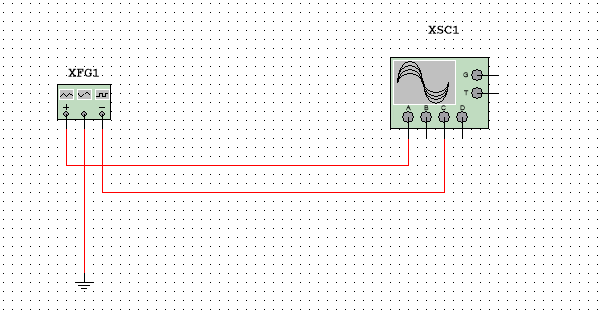 XSC1
XFG1
G
T
A B C D
+ −